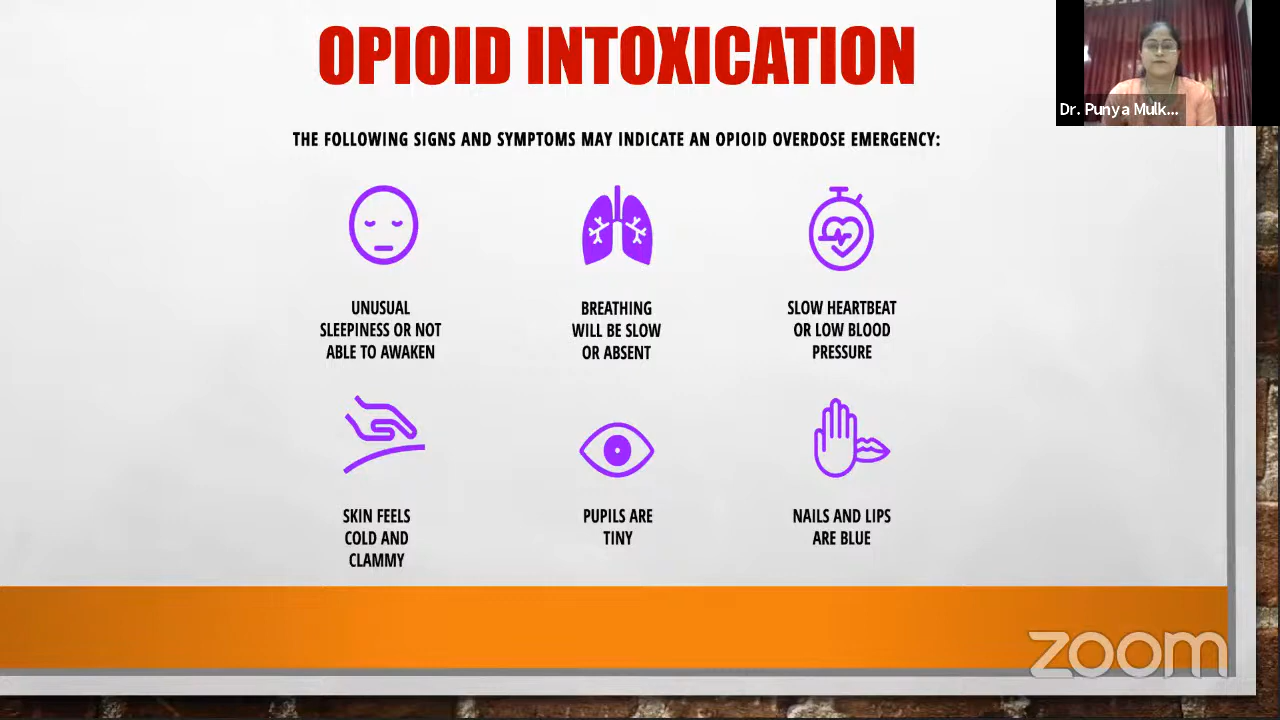 OPIOID INTOXICATION
Dr. Punya Mulk...
THE FOLLOWING SIGNS AND SYMPTOMS MAY INDICATE AN OPIOID OVERDOSE EMERGENCY:
UNUSUAL
SLEEPINESS OR NOT
ABLE TO AWAKEN
BREATHING
WILL BE SLOW
OR ABSENT
SLOW HEARTBEAT
OR LOW BLOOD
PRESSURE
SKIN FEELS
COLD AND
CLAMMY
PUPILS ARE
TINY
NAILS AND LIPS
ARE BLUE
zoom